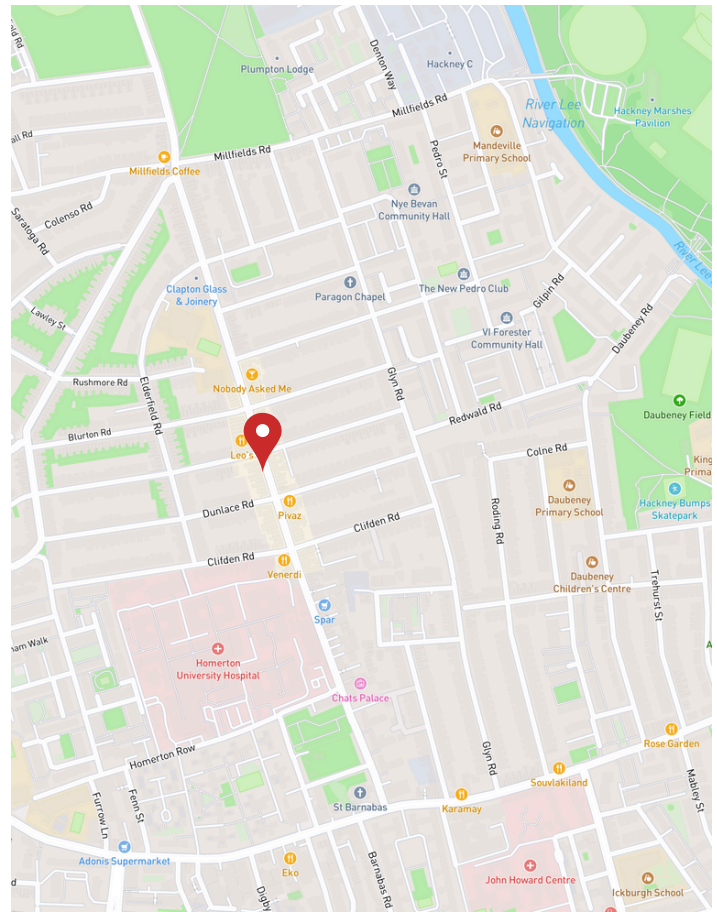 Plumpton Lodge
Denton Way
Hackney C
Millfields Rd
River Lee
Navigation
Hackney Marshes
Pavilion
Mandeville
Primary School
Millfields Rd
Pedro St
Millfields Coffee
Colenso Rd
Saratoga Rd
Nye Bevan
Community Hall
River Lee
Clapton Glass
& Joinery
Paragon Chapel
The New Pedro Club
Gilpin Rd
Lawley St
VI Forester
Community Hall
Daubeney Rd
Rushmore Rd
Elderfield Rd
Nobody Asked Me
Glyn Rd
Redwald Rd
Daubeney Field
Blurton Rd
Leo's
Colne Rd
King
Prima
Dunlace Rd
Pivaz
Clifden Rd
Roding Rd
Daubeney
Primary School
Hackney Bumps
Skatepark
Clifden Rd
Venerdi
Daubeney
Children's Centre
Trehurst St
Spar
am Walk
Homerton
University Hospital
Chats Palace
Homerton Row
Glyn Rd
Rose Garden
Souvlakiland
Mabley St
Furrow Ln
Fenn St
St Barnabas
Karamay
Adonis Supermarket
Eko
Digby
Barnabas Rd
John Howard Centre
Ickburgh School